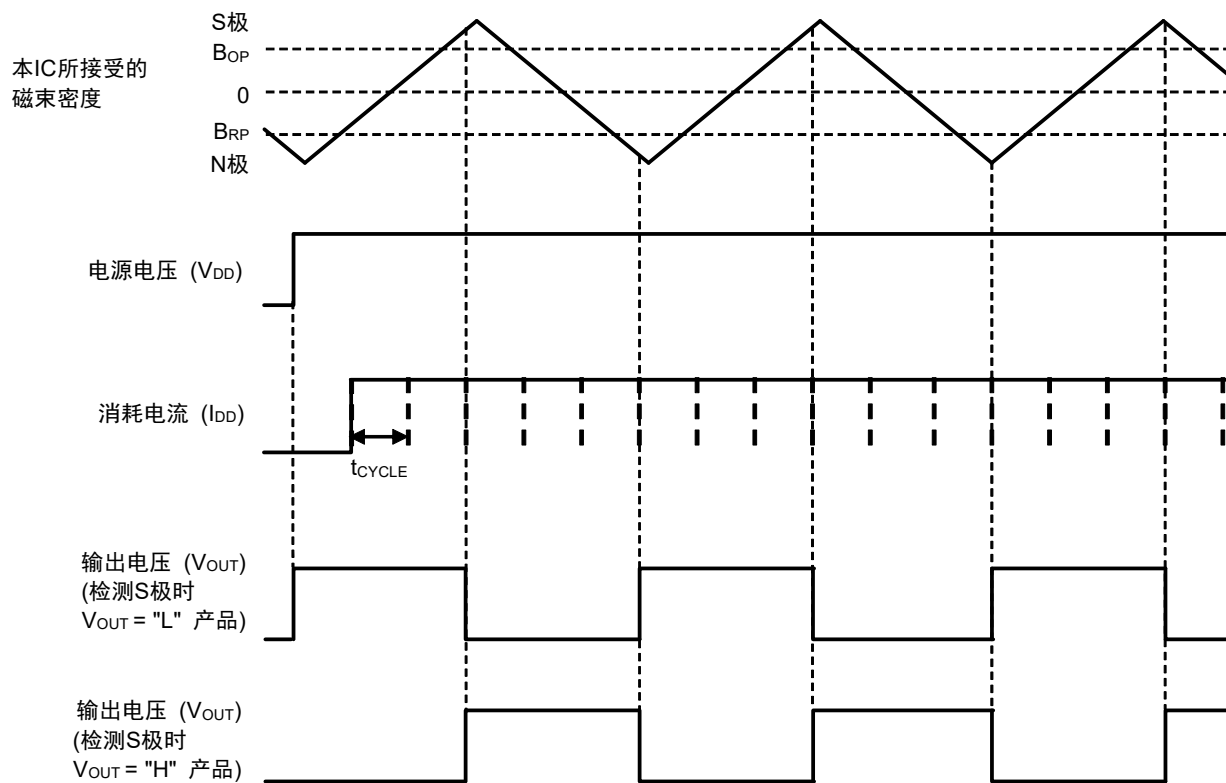 S极
BOP
本IC所接受的
磁束密度
0
BRP
N极
电源电压 (VDD)
消耗电流 (IDD)
tCYCLE
输出电压 (VOUT)
(检测S极时
VOUT = "L" 产品)
输出电压 (VOUT)
(检测S极时
VOUT = "H" 产品)